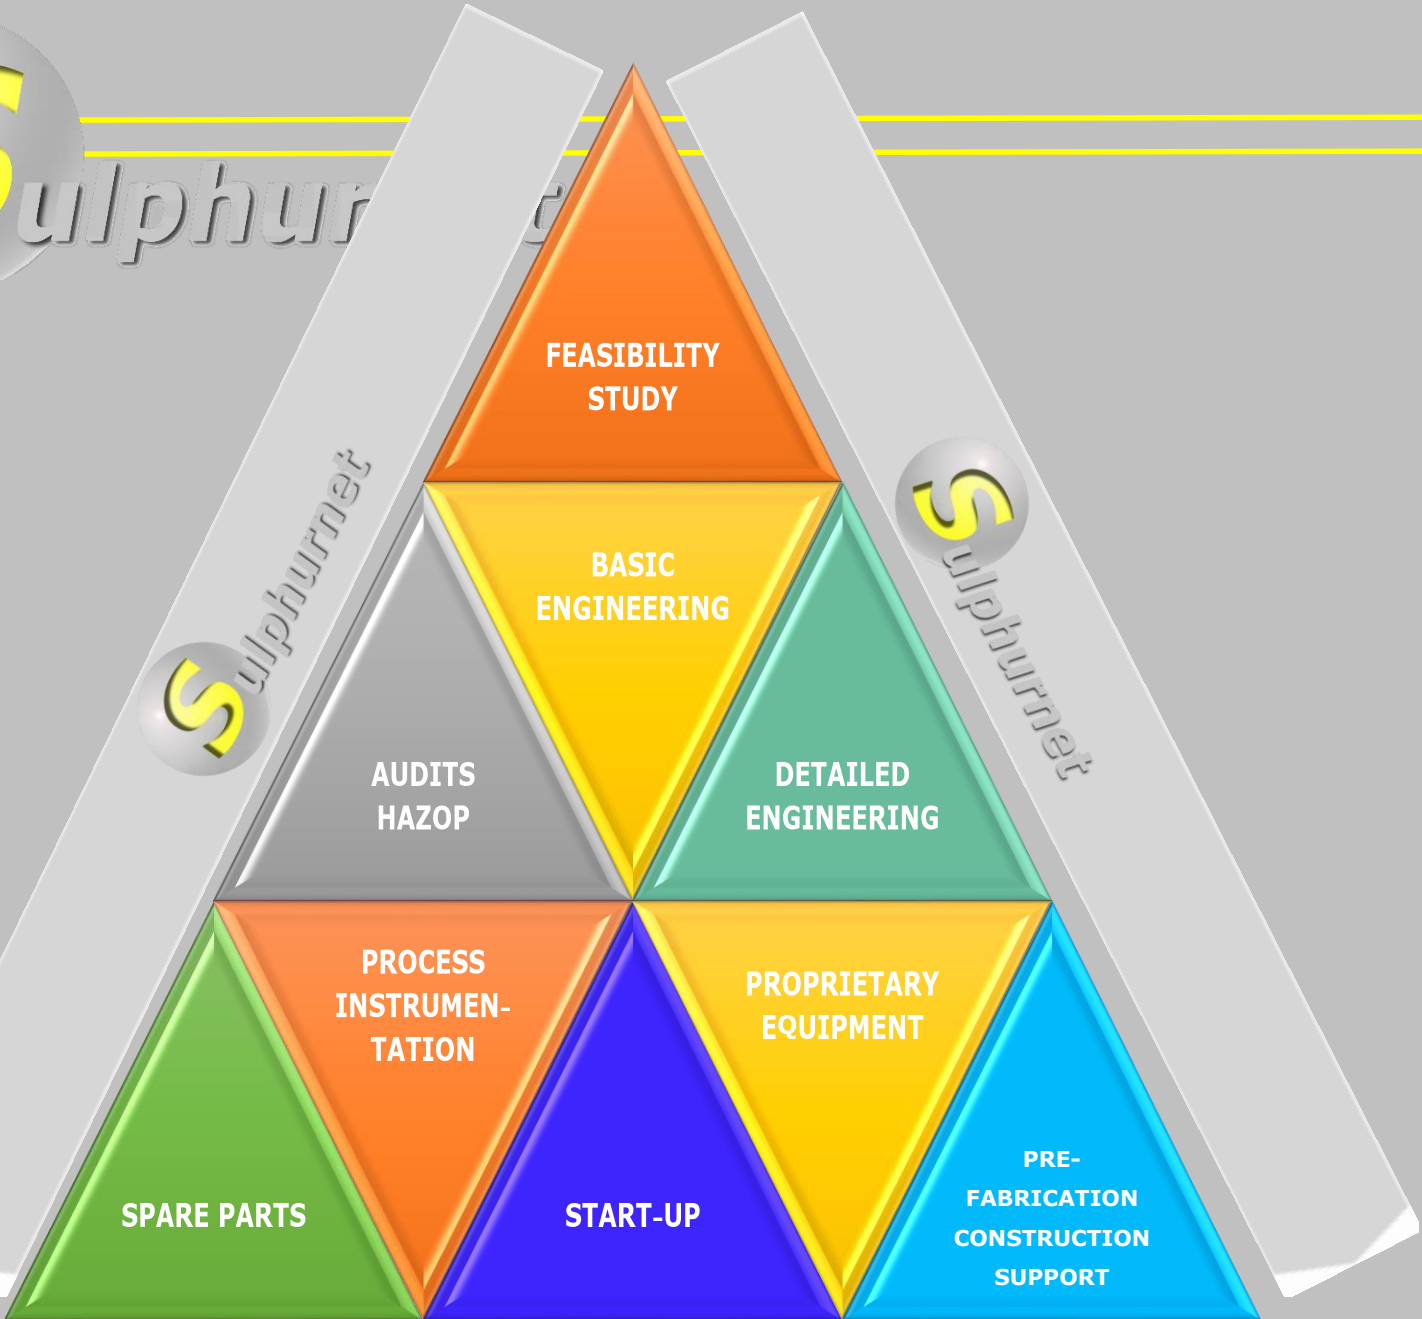 Sulphurnet
FEASIBILITY
STUDY
Sulphurnet
Sulphurnet
BASIC
ENGINEERING
AUDITS
HAZOP
DETAILED
ENGINEERING
PROCESS
INSTRUMEN-
TATION
PROPRIETARY
EQUIPMENT
SPARE PARTS
START-UP
PRE-
FABRICATION
CONSTRUCTION
SUPPORT